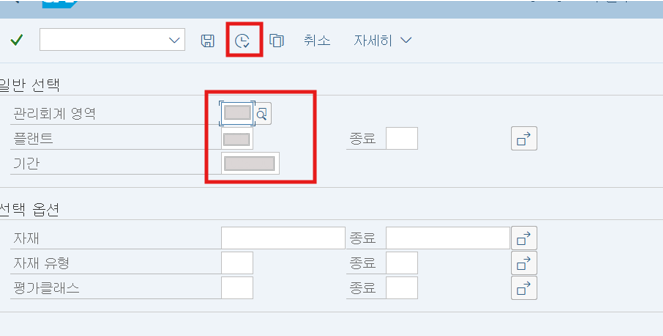 취소 자세히
일반 선택
관리회계 영역
플랜트 종료
기간
선택 옵션
자재 종료
자재 유형 종료
평가클래스 종료